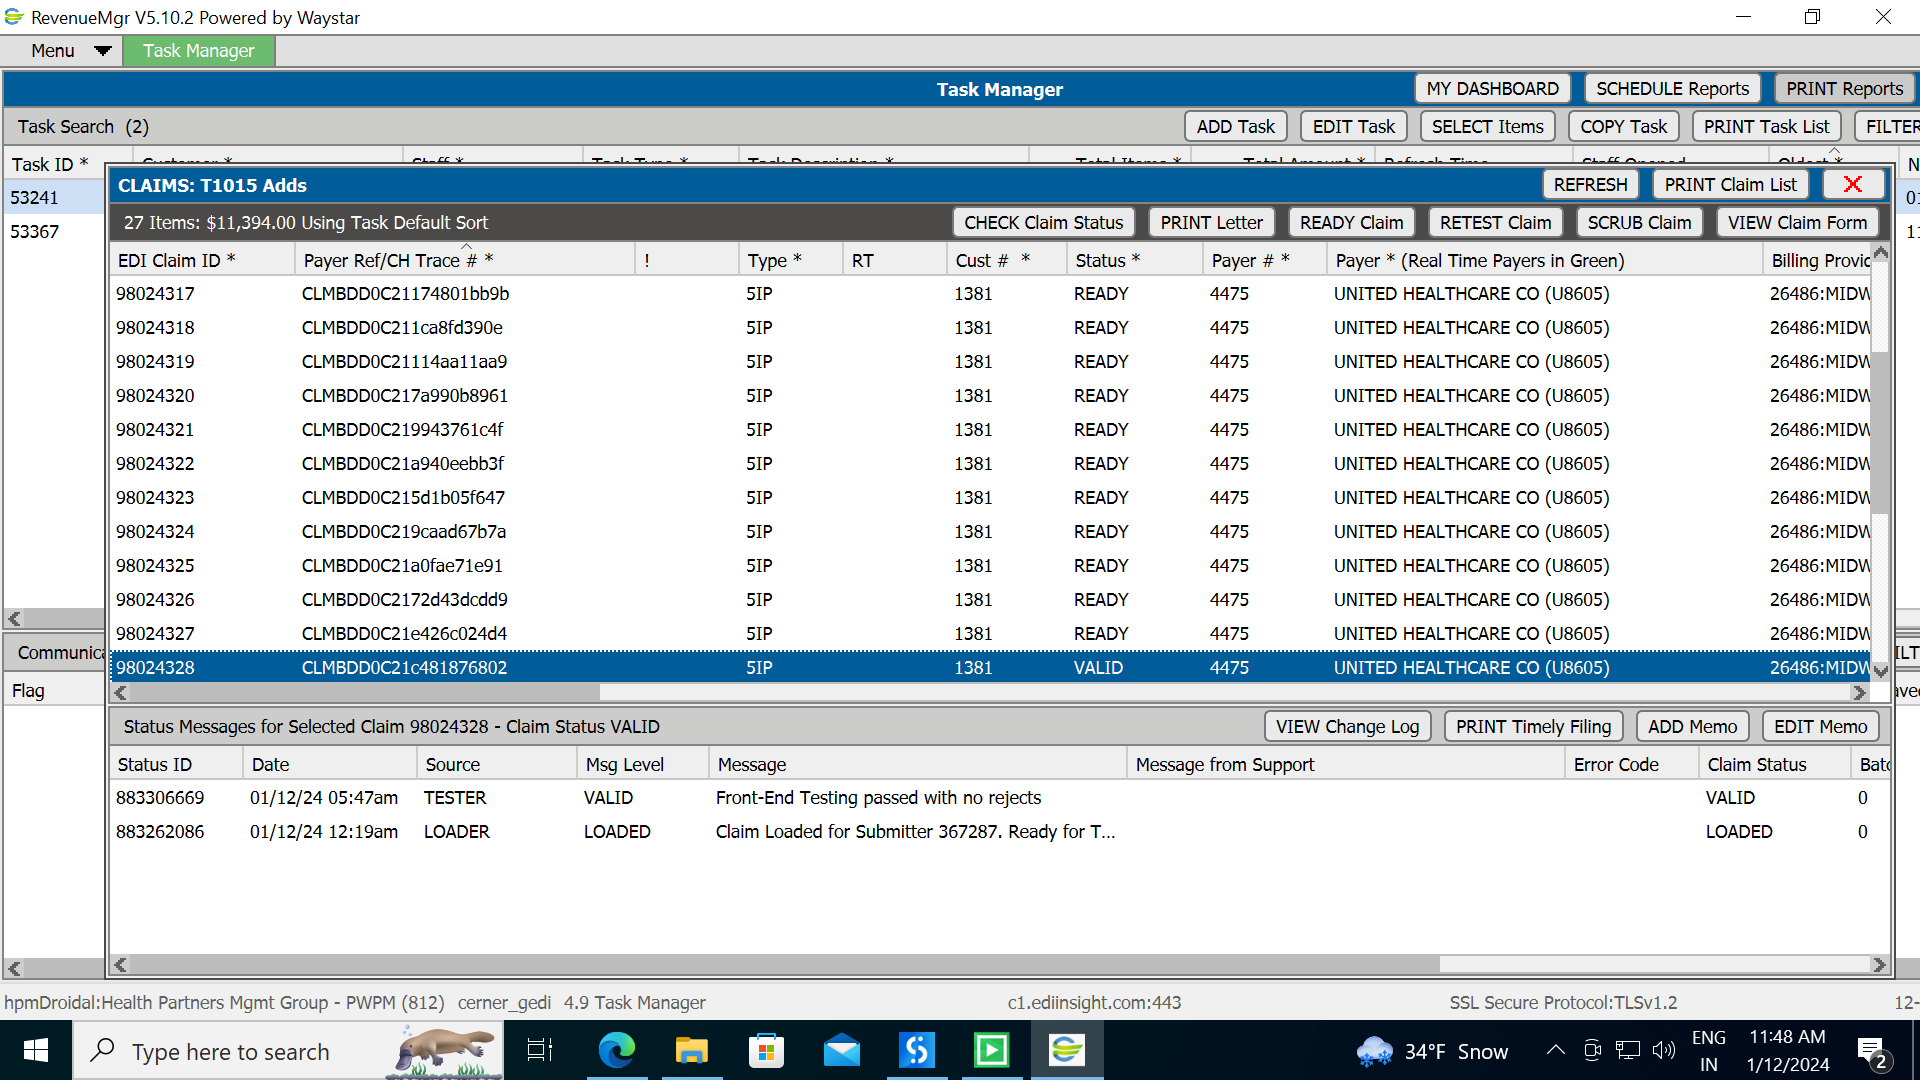 RevenueMgr V5.10.2 Powered by Waystar
Menu Task Manager
Task Manager MY DASHBOARD SCHEDULE Reports PRINT Reports
Task Search (2) ADD Task EDIT Task SELECT Items COPY Task PRINT Task List FILTER
Task ID * Customer * Staff * Task Type * Task Description * Total Items * Total Amount * Refresh Time Staff Opened Oldest * N
53241
53367
CLAIMS: T1015 Adds REFRESH PRINT Claim List
27 Items: $11,394.00 Using Task Default Sort CHECK Claim Status PRINT Letter READY Claim RETEST Claim SCRUB Claim VIEW Claim Form
EDI Claim ID * Payer Ref/CH Trace # * ! Type * RT Cust # * Status * Payer # * Payer * (Real Time Payers in Green) Billing Provid
98024317 CLMBDD0C21174801bb9b 5IP 1381 READY 4475 UNITED HEALTHCARE CO (U8605) 26486:MIDW
98024318 CLMBDD0C211ca8fd390e 5IP 1381 READY 4475 UNITED HEALTHCARE CO (U8605) 26486:MIDW
98024319 CLMBDD0C21114aa11aa9 5IP 1381 READY 4475 UNITED HEALTHCARE CO (U8605) 26486:MIDW
98024320 CLMBDD0C217a990b8961 5IP 1381 READY 4475 UNITED HEALTHCARE CO (U8605) 26486:MIDW
98024321 CLMBDD0C219943761c4f 5IP 1381 READY 4475 UNITED HEALTHCARE CO (U8605) 26486:MIDW
98024322 CLMBDD0C21a940eebb3f 5IP 1381 READY 4475 UNITED HEALTHCARE CO (U8605) 26486:MIDW
98024323 CLMBDD0C215d1b05f647 5IP 1381 READY 4475 UNITED HEALTHCARE CO (U8605) 26486:MIDW
98024324 CLMBDD0C219caad67b7a 5IP 1381 READY 4475 UNITED HEALTHCARE CO (U8605) 26486:MIDW
98024325 CLMBDD0C21a0fae71e91 5IP 1381 READY 4475 UNITED HEALTHCARE CO (U8605) 26486:MIDW
98024326 CLMBDD0C2172d43dcdd9 5IP 1381 READY 4475 UNITED HEALTHCARE CO (U8605) 26486:MIDW
98024327 CLMBDD0C21e426c024d4 5IP 1381 READY 4475 UNITED HEALTHCARE CO (U8605) 26486:MIDW
98024328 CLMBDD0C21c481876802 5IP 1381 VALID 4475 UNITED HEALTHCARE CO (U8605) 26486:MIDW
Communica
Flag
Status Messages for Selected Claim 98024328 - Claim Status VALID VIEW Change Log PRINT Timely Filing ADD Memo EDIT Memo
Status ID Date Source Msg Level Message Message from Support Error Code Claim Status Batc
883306669 01/12/24 05:47am TESTER VALID Front-End Testing passed with no rejects VALID 0
883262086 01/12/24 12:19am LOADER LOADED Claim Loaded for Submitter 367287. Ready for T... LOADED 0
hpmDroidal:Health Partners Mgmt Group - PWPM (812) cerner_gedi 4.9 Task Manager c1.ediinsight.com:443 SSL Secure Protocol:TLSv1.2 12-
Type here to search 34°F Snow ENG IN 11:48 AM 1/12/2024 2